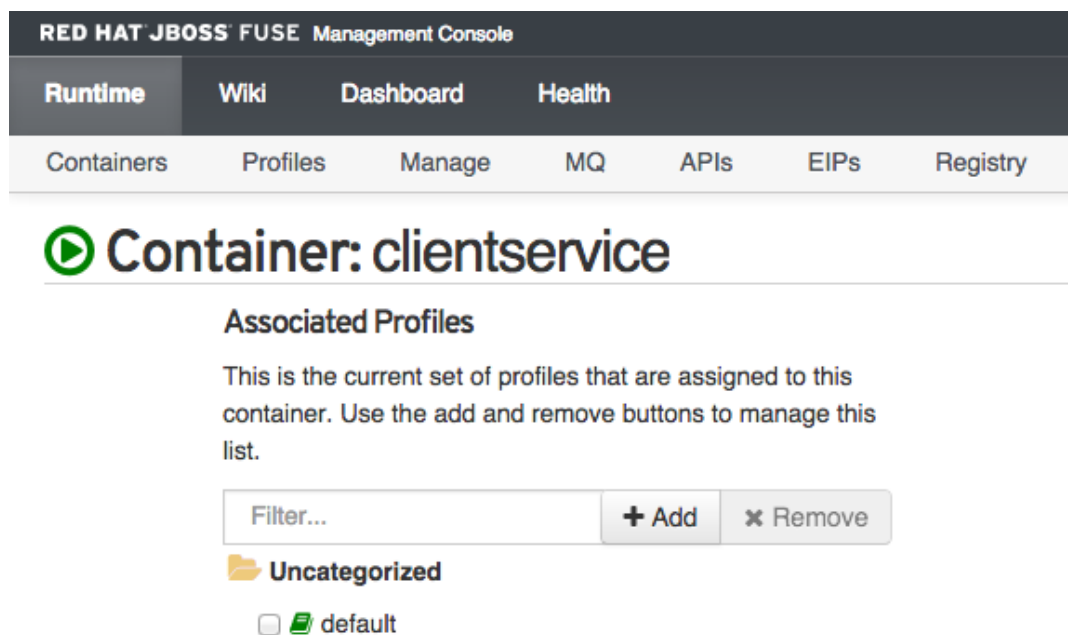 RED HAT JBOSS FUSE Management Console
Runtime Wiki Dashboard Health
Containers Profiles Manage MQ APIs EIPs Registry
Container: clientservice
Associated Profiles
This is the current set of profiles that are assigned to this
container. Use the add and remove buttons to manage this
list.
Filter... Add Remove
Uncategorized
default